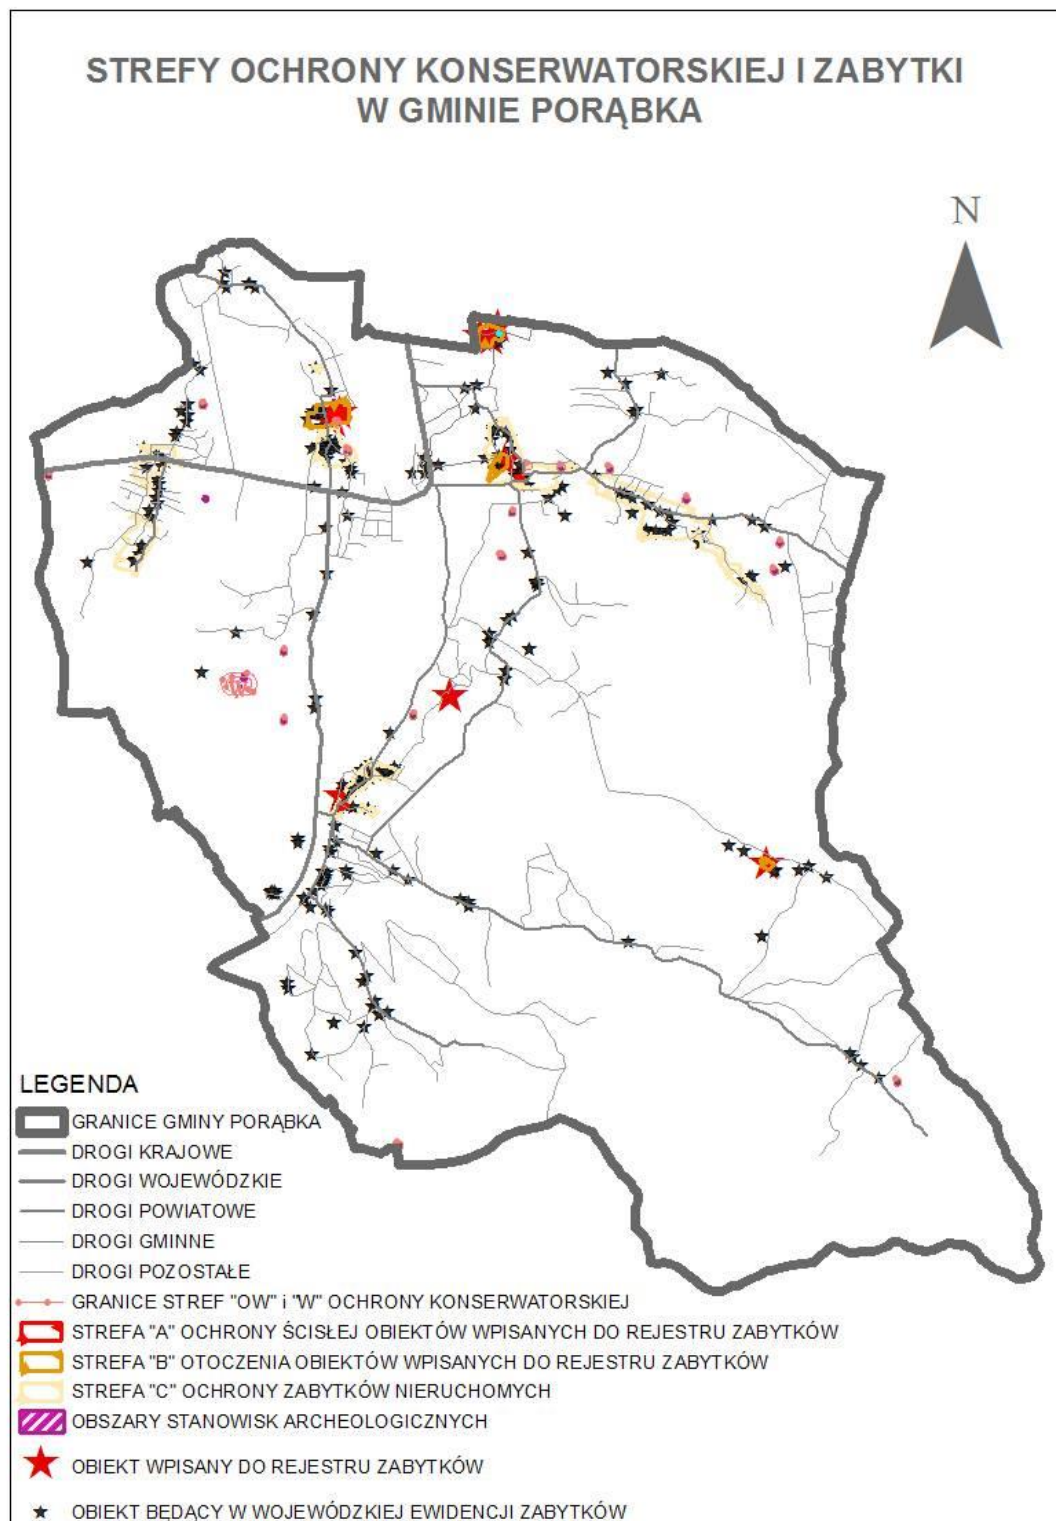 STREFY OCHRONY KONSERWATORSKIEJ I ZABYTKI
W GMINIE PORĄBKA
N
LEGENDA
GRANICE GMINY PORĄBKA
DROGI KRAJOWE
DROGI WOJEWÓDZKIE
DROGI POWIATOWE
DROGI GMINNE
DROGI POZOSTAŁE
GRANICE STREF "OW" i "W" OCHRONY KONSERWATORSKIEJ
STREFA "A" OCHRONY ŚCISŁEJ OBIEKTÓW WPISANYCH DO REJESTRU ZABYTKÓW
STREFA "B" OTOCZENIA OBIEKTÓW WPISANYCH DO REJESTRU ZABYTKÓW
STREFA "C" OCHRONY ZABYTKÓW NIERUCHOMYCH
OBSZARY STANOWISK ARCHEOLOGICZNYCH
OBIEKT WPISANY DO REJESTRU ZABYTKÓW
OBIEKT BĘDĄCY W WOJEWÓDZKIEJ EWIDENCJI ZABYTKÓW